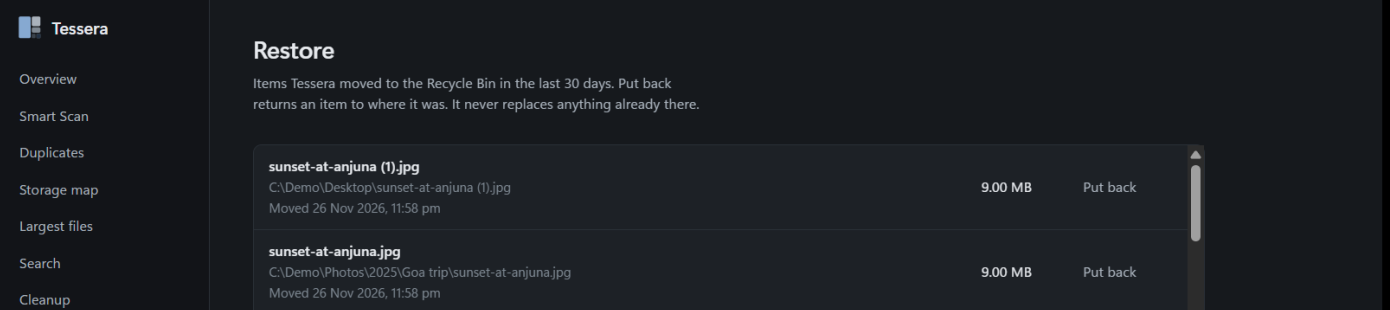 Tessera
Overview
Smart Scan
Duplicates
Storage map
Largest files
Search
Cleanup
Restore
Items Tessera moved to the Recycle Bin in the last 30 days. Put back
returns an item to where it was. It never replaces anything already there.
sunset-at-anjuna (1).jpg
C:\Demo\Desktop\sunset-at-anjuna (1).jpg
Moved 26 Nov 2026, 11:58 pm
9.00 MB
Put back
sunset-at-anjuna.jpg
C:\Demo\Photos\2025\Goa trip\sunset-at-anjuna.jpg
Moved 26 Nov 2026, 11:58 pm
9.00 MB
Put back